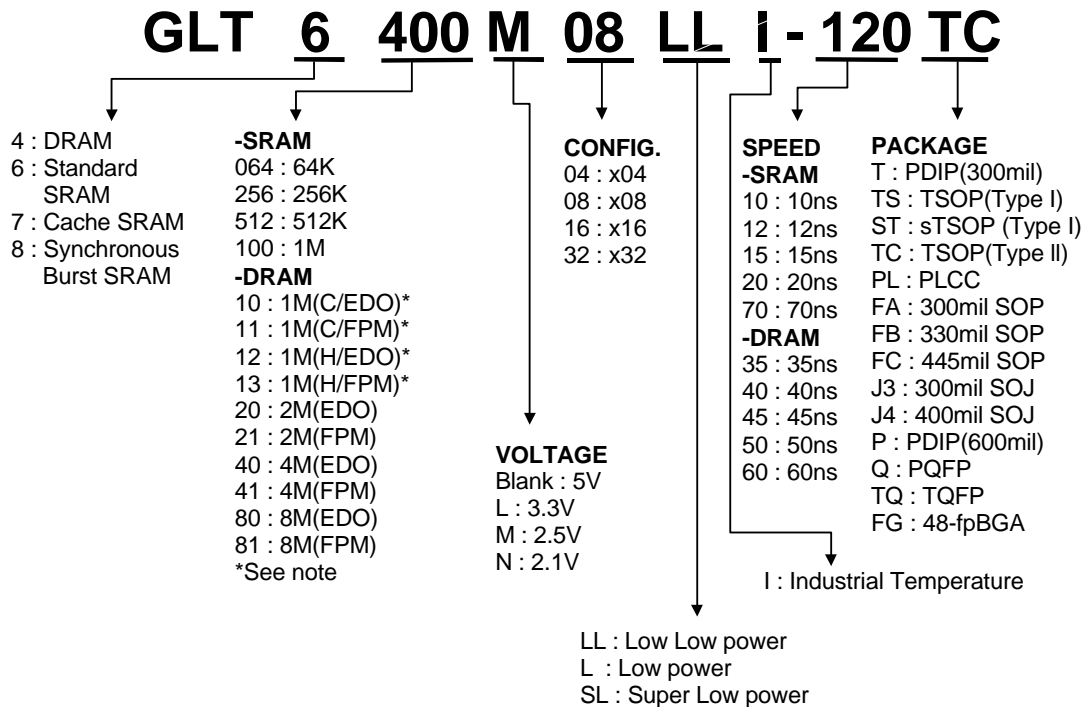 GLT 6 400 M 08 LL I - 120 TC
4 : DRAM
6 : Standard
SRAM
7 : Cache SRAM
8 : Synchronous
Burst SRAM
-SRAM
064 : 64K
256 : 256K
512 : 512K
100 : 1M
-DRAM
10 : 1M(C/EDO)*
11 : 1M(C/FPM)*
12 : 1M(H/EDO)*
13 : 1M(H/FPM)*
20 : 2M(EDO)
21 : 2M(FPM)
40 : 4M(EDO)
41 : 4M(FPM)
80 : 8M(EDO)
81 : 8M(FPM)
*See note
VOLTAGE
Blank : 5V
L : 3.3V
M : 2.5V
N : 2.1V
CONFIG.
04 : x04
08 : x08
16 : x16
32 : x32
SPEED
-SRAM
10 : 10ns
12 : 12ns
15 : 15ns
20 : 20ns
70 : 70ns
-DRAM
35 : 35ns
40 : 40ns
45 : 45ns
50 : 50ns
60 : 60ns
PACKAGE
T : PDIP(300mil)
TS : TSOP(Type I)
ST : sTSOP (Type I)
TC : TSOP(Type ll)
PL : PLCC
FA : 300mil SOP
FB : 330mil SOP
FC : 445mil SOP
J3 : 300mil SOJ
J4 : 400mil SOJ
P : PDIP(600mil)
Q : PQFP
TQ : TQFP
FG : 48-fpBGA
I : Industrial Temperature
LL : Low Low power
L : Low power
SL : Super Low power